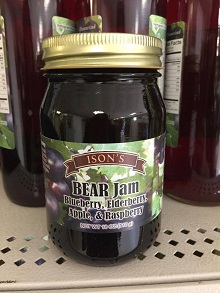 ISON'S
BEAR Jam
Blueberry, Elderberry,
Apple, & Raspberry